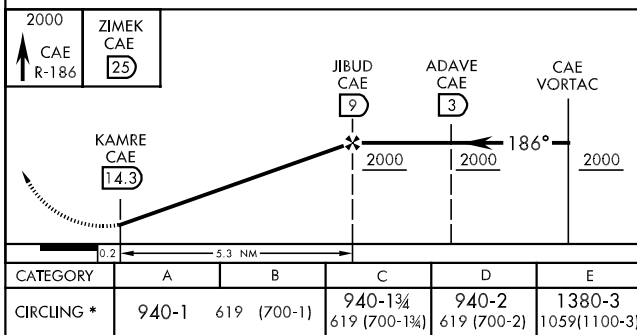 2000
CAE
R-186
ZIMEK
CAE
25
JIBUD
CAE
9
ADAVE
CAE
3
CAE
VORTAC
KAMRE
CAE
14.3
186°
2000
2000
2000
0.2
5.3 NM
CATEGORY A B C D E
CIRCLING * 940-1 619 (700-1) 940-1¾ 940-2 1380-3
619 (700-1¾) 619 (700-2) 1059(1100-3)